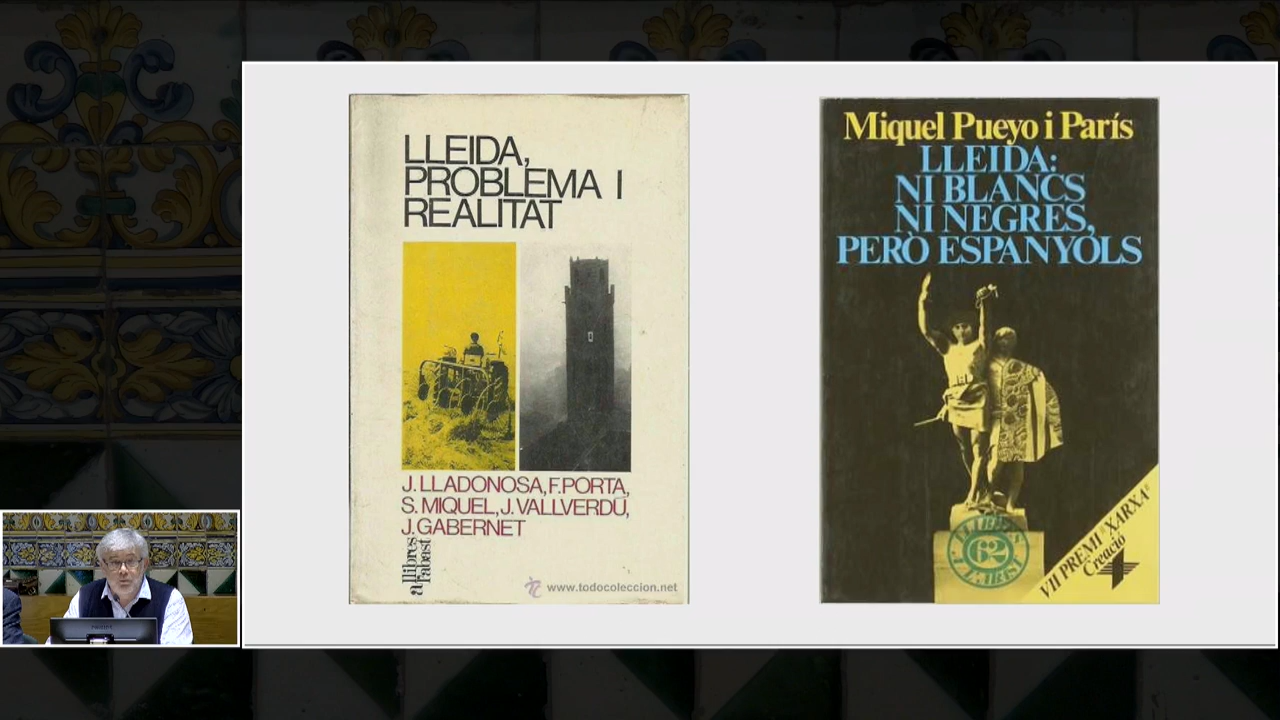 LLEIDA,
PROBLEMA I
REALITAT
J. LLADONOSA, F. PORTA,
S. MIQUEL, J. VALLVERDÚ,
J. GABERNET
a llibres
l'abast
www.todocoleccion.net
Miquel Pueyo i París
LLEIDA:
NI BLANCS
NI NEGRES,
PERÒ ESPANYOLS
62
VII PREMI "XARXA"
Creació
4